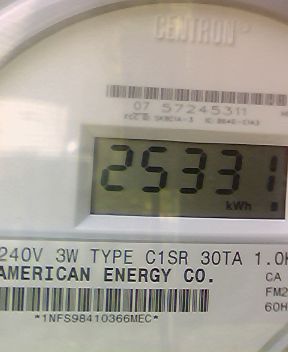 CENTRON®
07 57245311
25331
kWh
240V 3W TYPE C1SR 30TA 1.0K
AMERICAN ENERGY CO.
CA
FM2
60H
*1NFS98410366MEC*